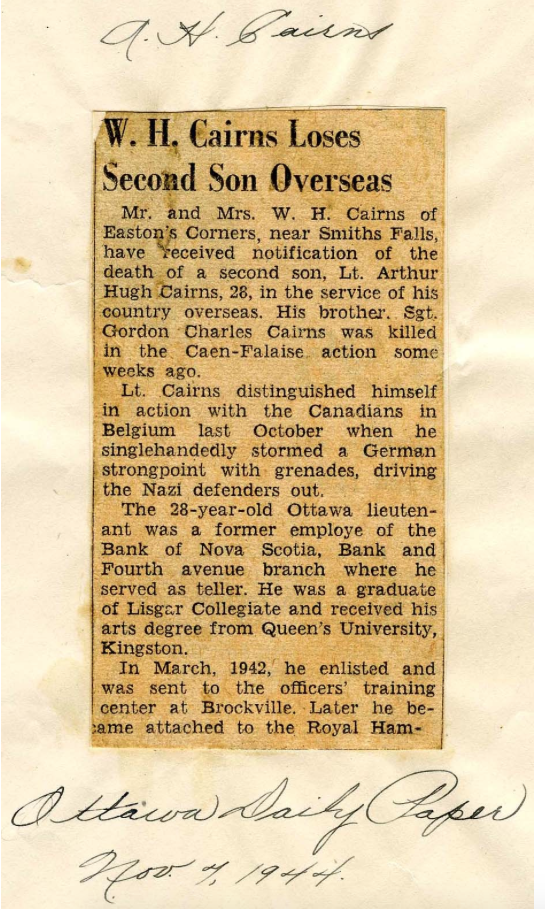 A. H. Cairns
W. H. Cairns Loses
Second Son Overseas
Mr. and Mrs. W. H. Cairns of
Easton's Corners, near Smiths Falls,
have received notification of the
death of a second son, Lt. Arthur
Hugh Cairns, 28, in the service of his
country overseas. His brother. Sgt.
Gordon Charles Cairns was killed
in the Caen-Falaise action some
weeks ago.
Lt. Cairns distinguished himself
in action with the Canadians in
Belgium last October when he
singlehandedly stormed a German
strongpoint with grenades, driving
the Nazi defenders out.
The 28-year-old Ottawa lieuten-
ant was a former employe of the
Bank of Nova Scotia, Bank and
Fourth avenue branch where he
served as teller. He was a graduate
of Lisgar Collegiate and received his
arts degree from Queen's University,
Kingston.
In March, 1942, he enlisted and
was sent to the officers' training
center at Brockville. Later he be-
came attached to the Royal Ham-
Ottawa Daily Paper
Nov. 7, 1944.